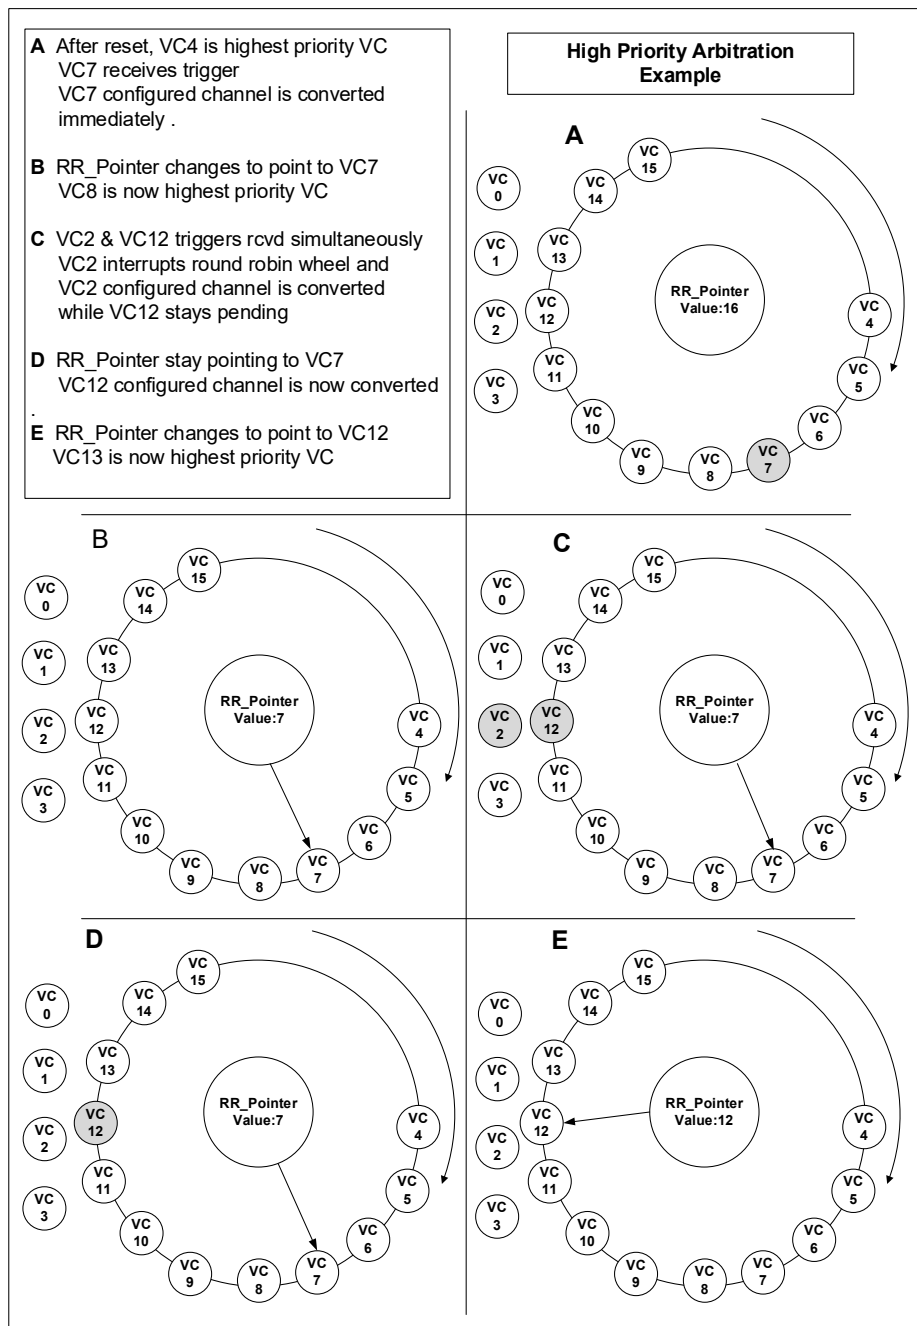 A After reset, VC4 is highest priority VC
VC7 receives trigger
VC7 configured channel is converted
immediately .
B RR_Pointer changes to point to VC7
VC8 is now highest priority VC
C VC2 & VC12 triggers rcvd simultaneously
VC2 interrupts round robin wheel and
VC2 configured channel is converted
while VC12 stays pending
D RR_Pointer stay pointing to VC7
VC12 configured channel is now converted
.
E RR_Pointer changes to point to VC12
VC13 is now highest priority VC
High Priority Arbitration
Example
A
VC
0
VC
1
VC
2
VC
3
VC
15
VC
14
VC
13
VC
12
VC
11
VC
10
VC
9
VC
8
VC
7
VC
6
VC
5
VC
4
RR_Pointer
Value:16
B
VC
0
VC
1
VC
2
VC
3
VC
15
VC
14
VC
13
VC
12
VC
11
VC
10
VC
9
VC
8
VC
7
VC
6
VC
5
VC
4
RR_Pointer
Value:7
C
VC
0
VC
1
VC
2
VC
3
VC
15
VC
14
VC
13
VC
12
VC
11
VC
10
VC
9
VC
8
VC
7
VC
6
VC
5
VC
4
RR_Pointer
Value:7
D
VC
0
VC
1
VC
2
VC
3
VC
15
VC
14
VC
13
VC
12
VC
11
VC
10
VC
9
VC
8
VC
7
VC
6
VC
5
VC
4
RR_Pointer
Value:7
E
VC
0
VC
1
VC
2
VC
3
VC
15
VC
14
VC
13
VC
12
VC
11
VC
10
VC
9
VC
8
VC
7
VC
6
VC
5
VC
4
RR_Pointer
Value:12